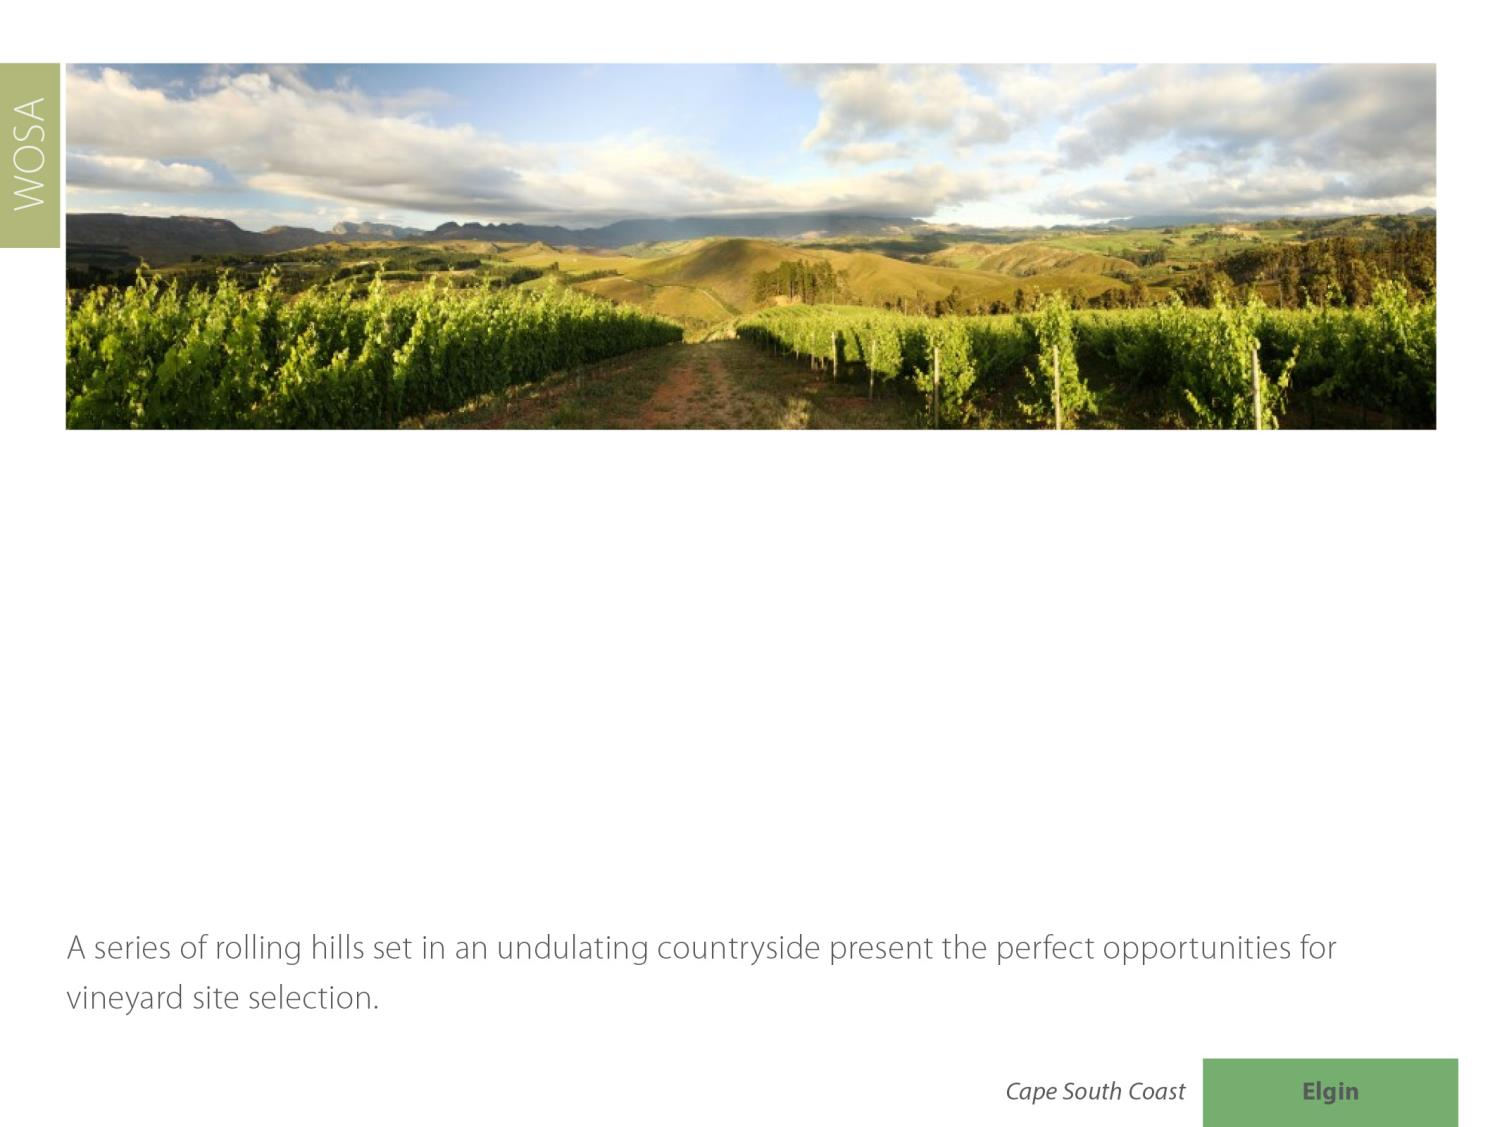 WOSA
A series of rolling hills set in an undulating countryside present the perfect opportunities for
vineyard site selection.
Cape South Coast
Elgin